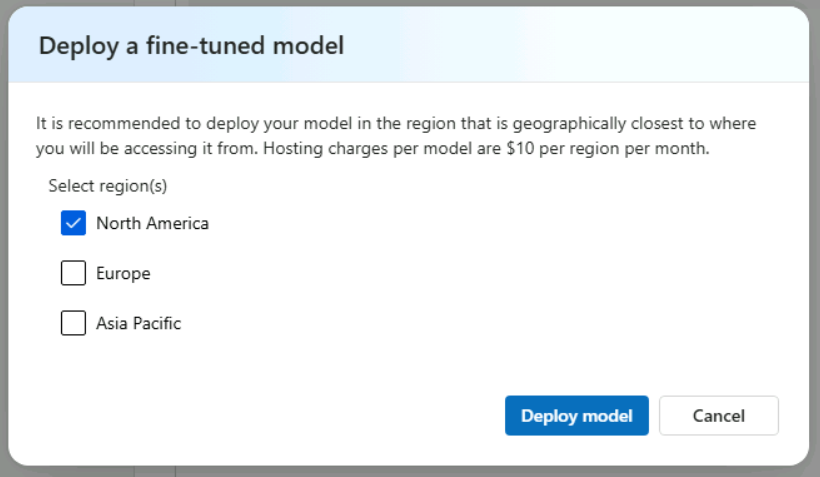 Deploy a fine-tuned model
It is recommended to deploy your model in the region that is geographically closest to where
you will be accessing it from. Hosting charges per model are $10 per region per month.
Select region(s)
North America
Europe
Asia Pacific
Deploy model
Cancel